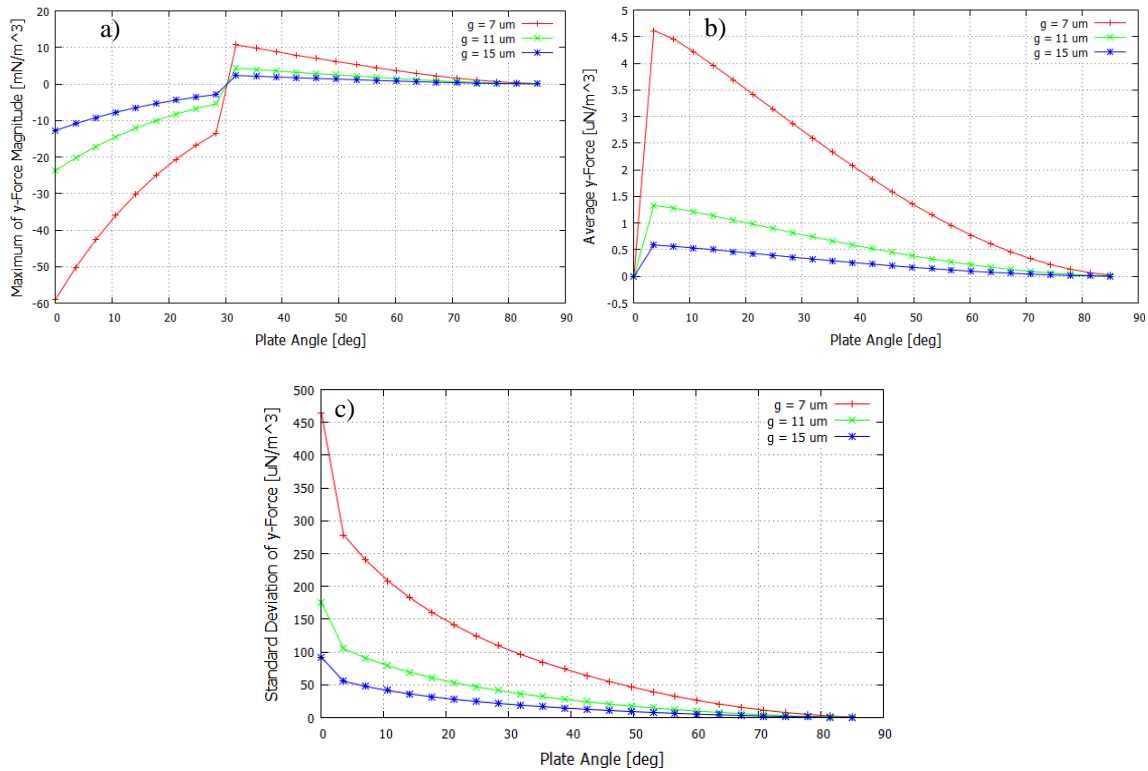 a)
g = 7 um
g = 11 um
g = 15 um
Maximum of y-Force Magnitude [mN/m^3]
20
10
0
-10
-20
-30
-40
-50
-60
0 10 20 30 40 50 60 70 80 90
Plate Angle [deg]
b)
g = 7 um
g = 11 um
g = 15 um
Average y-Force [uN/m^3]
5
4.5
4
3.5
3
2.5
2
1.5
1
0.5
0
-0.5
0 10 20 30 40 50 60 70 80 90
Plate Angle [deg]
c)
g = 7 um
g = 11 um
g = 15 um
Standard Deviation of y-Force [uN/m^3]
500
450
400
350
300
250
200
150
100
50
0
0 10 20 30 40 50 60 70 80 90
Plate Angle [deg]